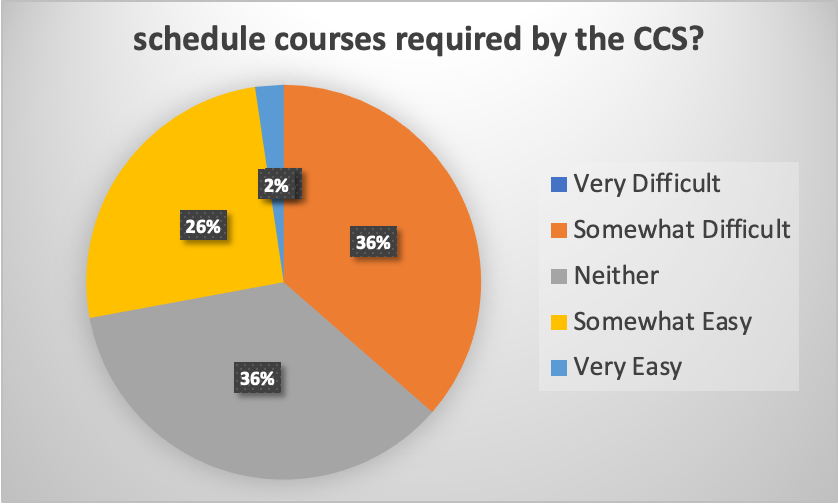 schedule courses required by the CCS?
2%
26%
36%
36%
Very Difficult
Somewhat Difficult
Neither
Somewhat Easy
Very Easy